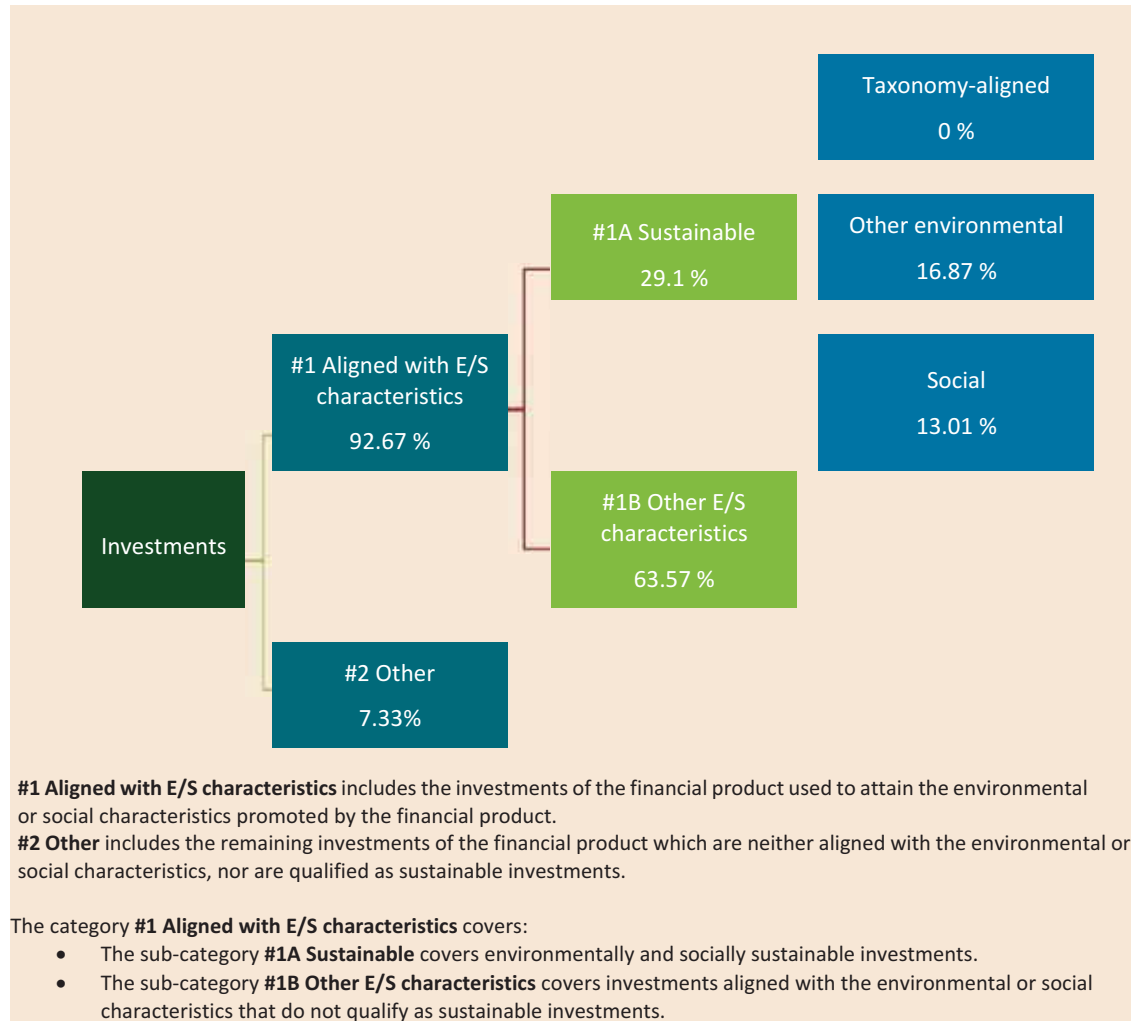 Taxonomy-aligned
0 %
#1A Sustainable
29.1 %
Other environmental
16.87 %
#1 Aligned with E/S
characteristics
92.67 %
Social
13.01 %
Investments
#1B Other E/S
characteristics
63.57 %
#2 Other
7.33%
#1 Aligned with E/S characteristics includes the investments of the financial product used to attain the environmental
or social characteristics promoted by the financial product.
#2 Other includes the remaining investments of the financial product which are neither aligned with the environmental or
social characteristics, nor are qualified as sustainable investments.
The category #1 Aligned with E/S characteristics covers:
• The sub-category #1A Sustainable covers environmentally and socially sustainable investments.
• The sub-category #1B Other E/S characteristics covers investments aligned with the environmental or social
characteristics that do not qualify as sustainable investments.